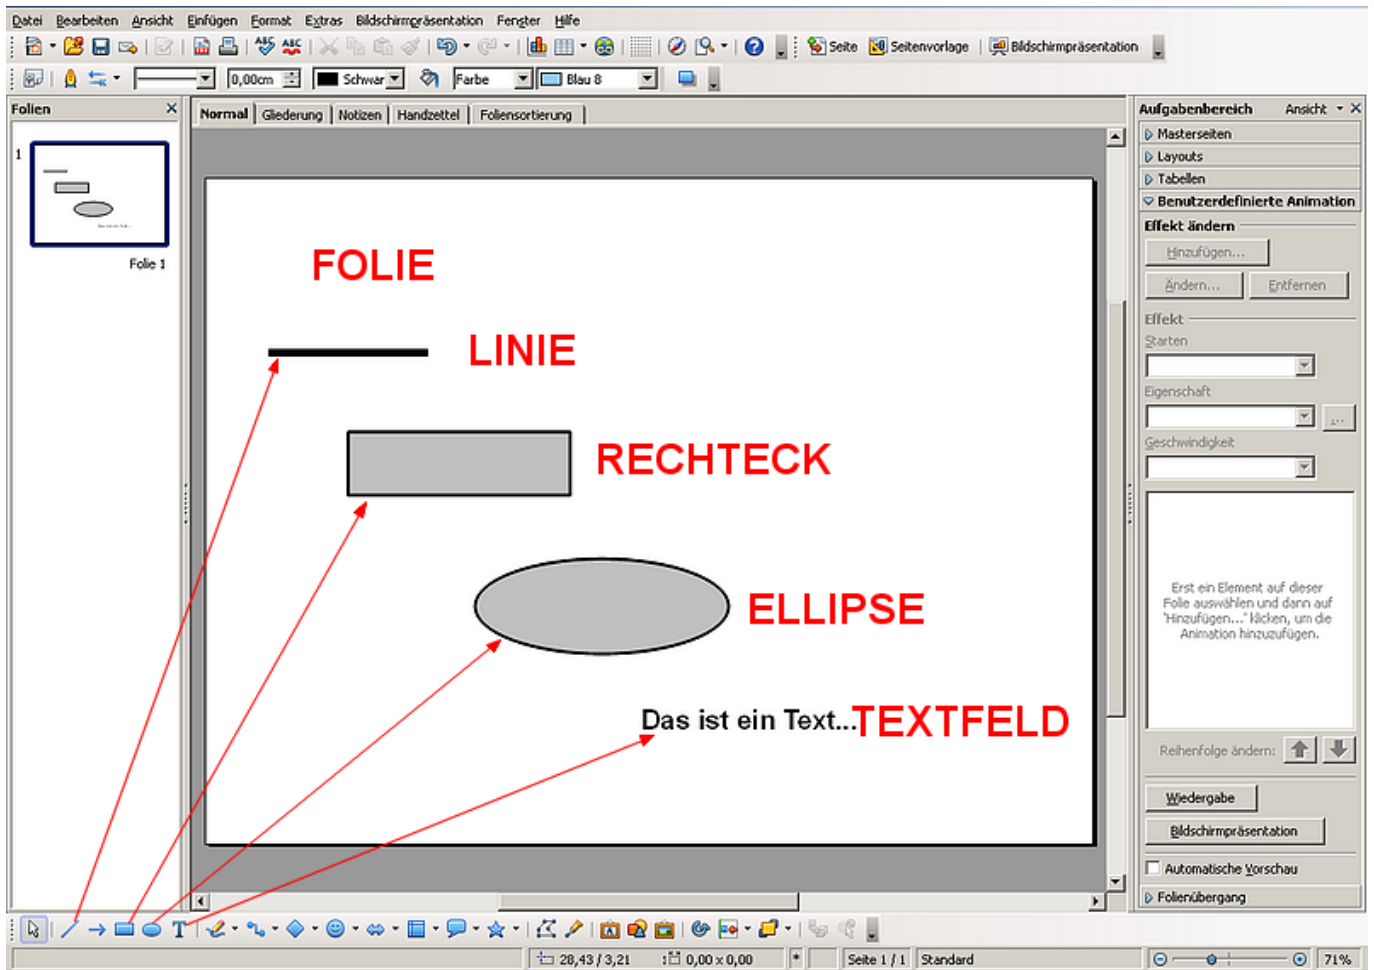 Datei Bearbeiten Ansicht Einfügen Format Extras Bildschirmpräsentation Fenster Hilfe
Seite Seitenvorlage Bildschirmpräsentation
0,00cm Schwar Farbe Blau 8
Folien
Normal Gliederung Notizen Handzettel Foliensortierung
Aufgabenbereich Ansicht
Masterseiten
Layouts
Tabellen
Benutzerdefinierte Animation
Effekt ändern
Hinzufügen...
Ändern... Entfernen
Effekt
Starten
Eigenschaft
...
Geschwindigkeit
Erst ein Element auf dieser
Folie auswählen und dann auf
'Hinzufügen...' klicken, um die
Animation hinzuzufügen.
Reihenfolge ändern:
Wiedergabe
Bildschirmpräsentation
Automatische Vorschau
Folienübergang
1
Folie 1
FOLIE
LINIE
RECHTECK
ELLIPSE
Das ist ein Text...TEXTFELD
28,43 / 3,21 0,00 x 0,00 * Seite 1 / 1 Standard 71%